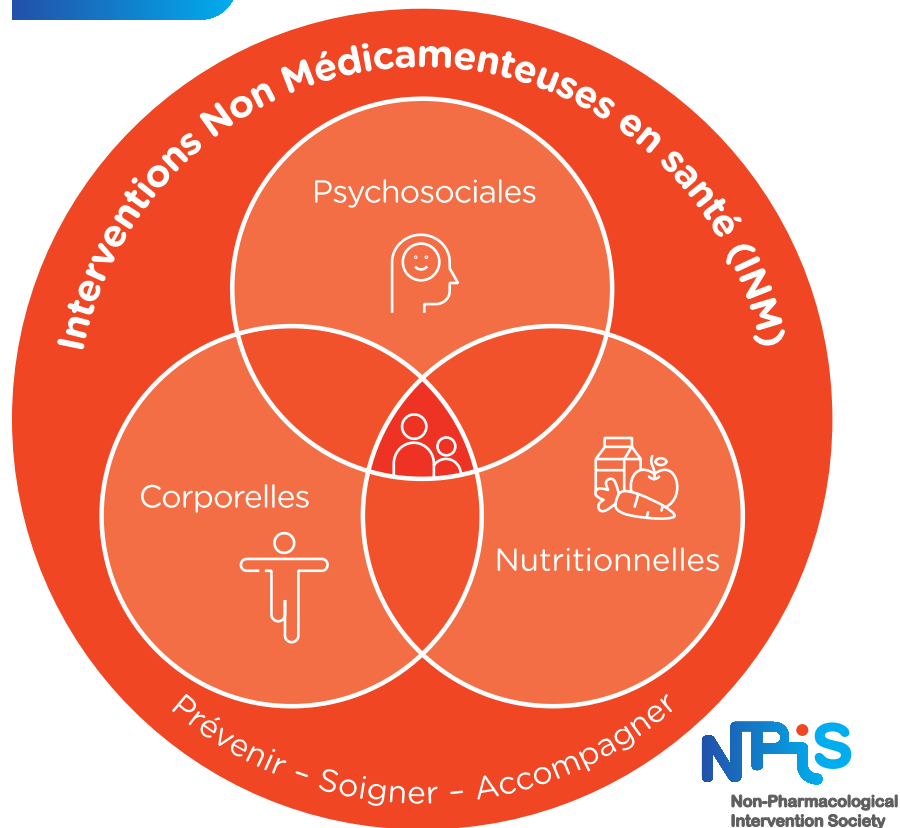 Interventions Non Médicamenteuses en santé (INM)
Psychosociales
Corporelles
Nutritionnelles
Prévenir – Soigner – Accompagner
NPiS
Non-Pharmacological
Intervention Society